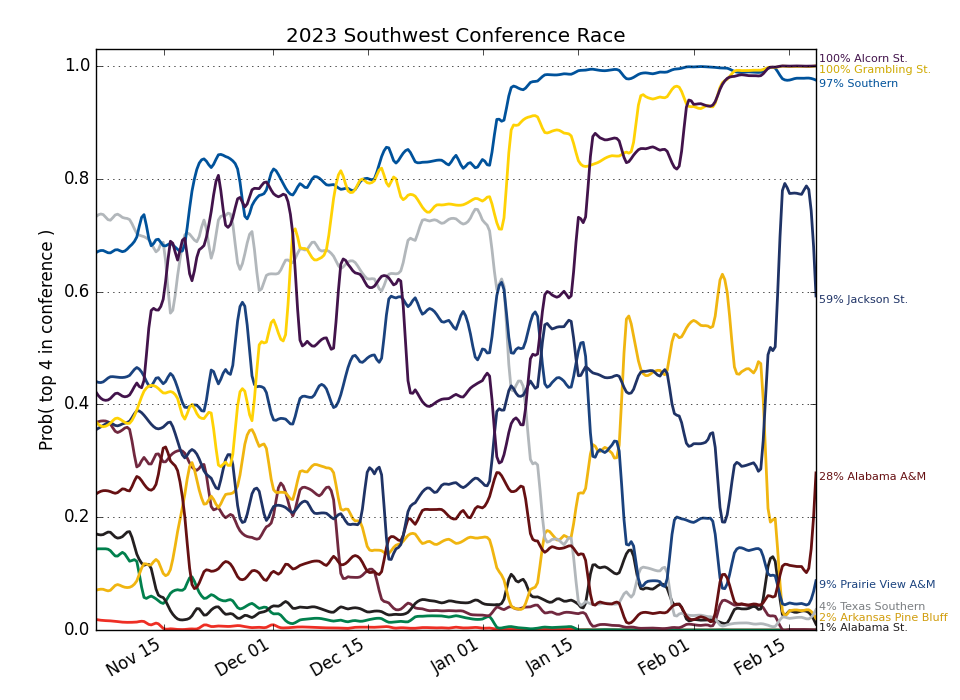 2023 Southwest Conference Race
Prob( top 4 in conference )
1.0
0.8
0.6
0.4
0.2
0.0
Nov 15
Dec 01
Dec 15
Jan 01
Jan 15
Feb 01
Feb 15
100% Alcorn St.
100% Grambling St.
97% Southern
59% Jackson St.
28% Alabama A&M
9% Prairie View A&M
4% Texas Southern
2% Arkansas Pine Bluff
1% Alabama St.